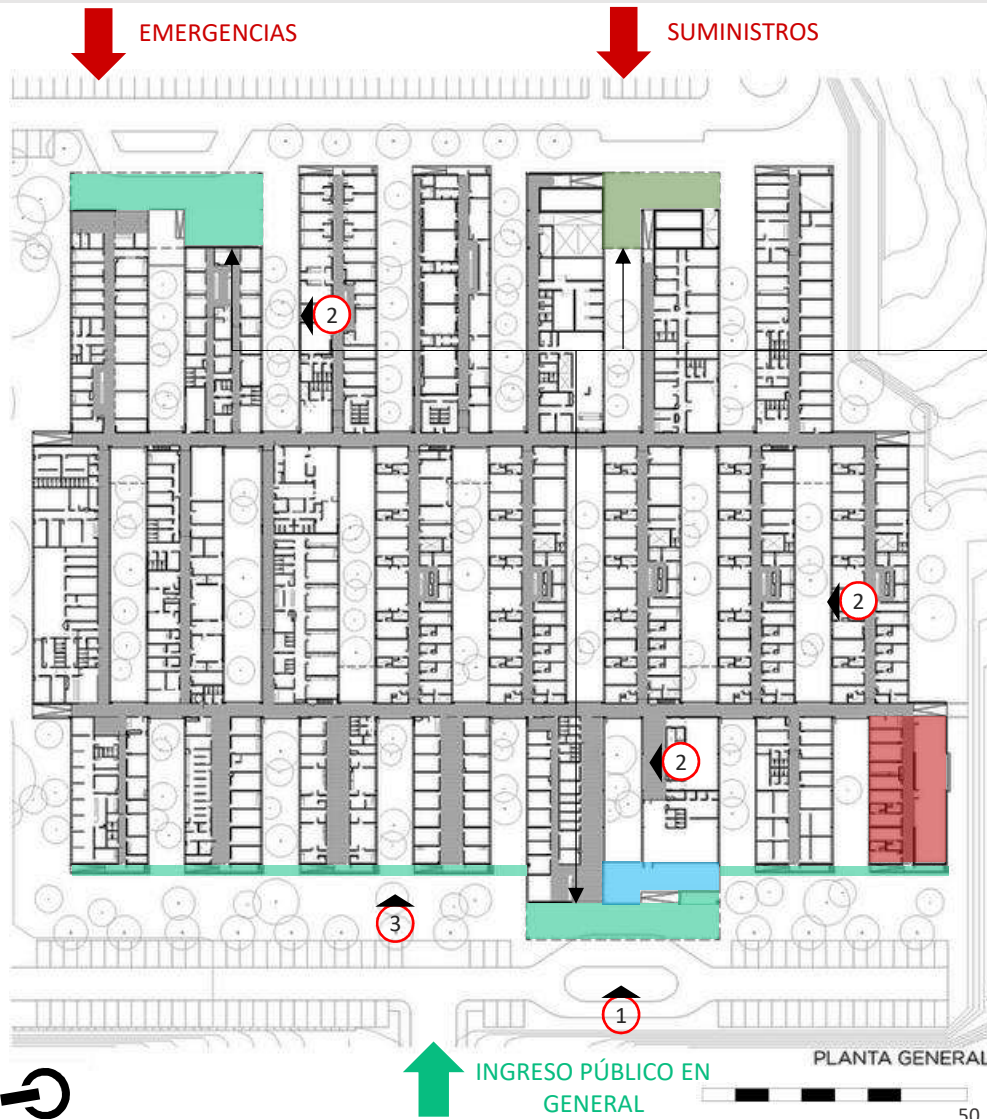 EMERGENCIAS
SUMINISTROS
2
2
2
3
1
INGRESO PÚBLICO EN
GENERAL
PLANTA GENERAL
50